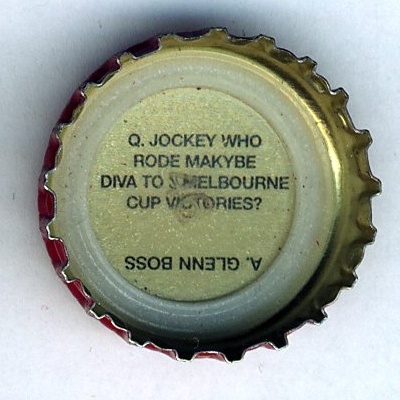 Q. JOCKEY WHO
RODE MAKYBE
DIVA TO 3 MELBOURNE
CUP VICTORIES?
A. GLENN BOSS